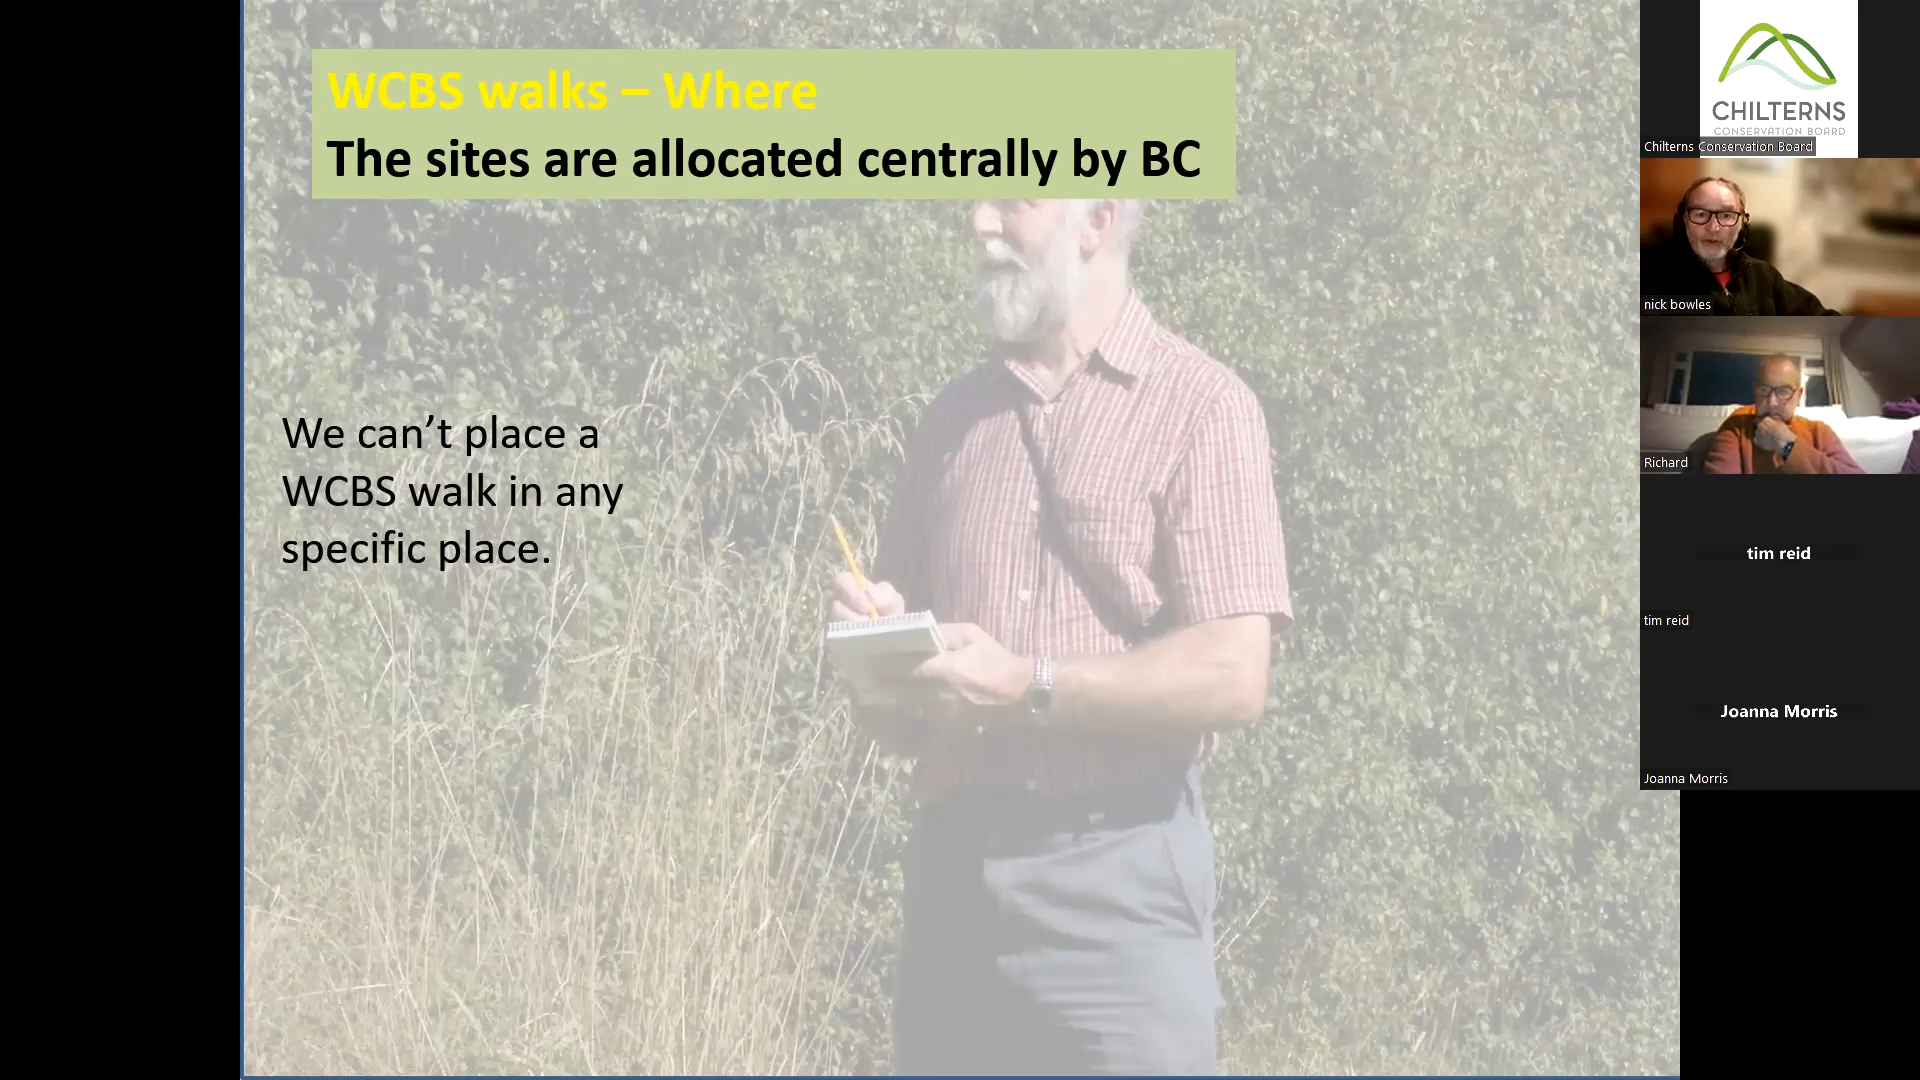 WCBS walks – Where
The sites are allocated centrally by BC
We can’t place a
WCBS walk in any
specific place.
CHILTERNS
CONSERVATION BOARD
Chilterns Conservation Board
nick bowles
Richard
tim reid
tim reid
Joanna Morris
Joanna Morris